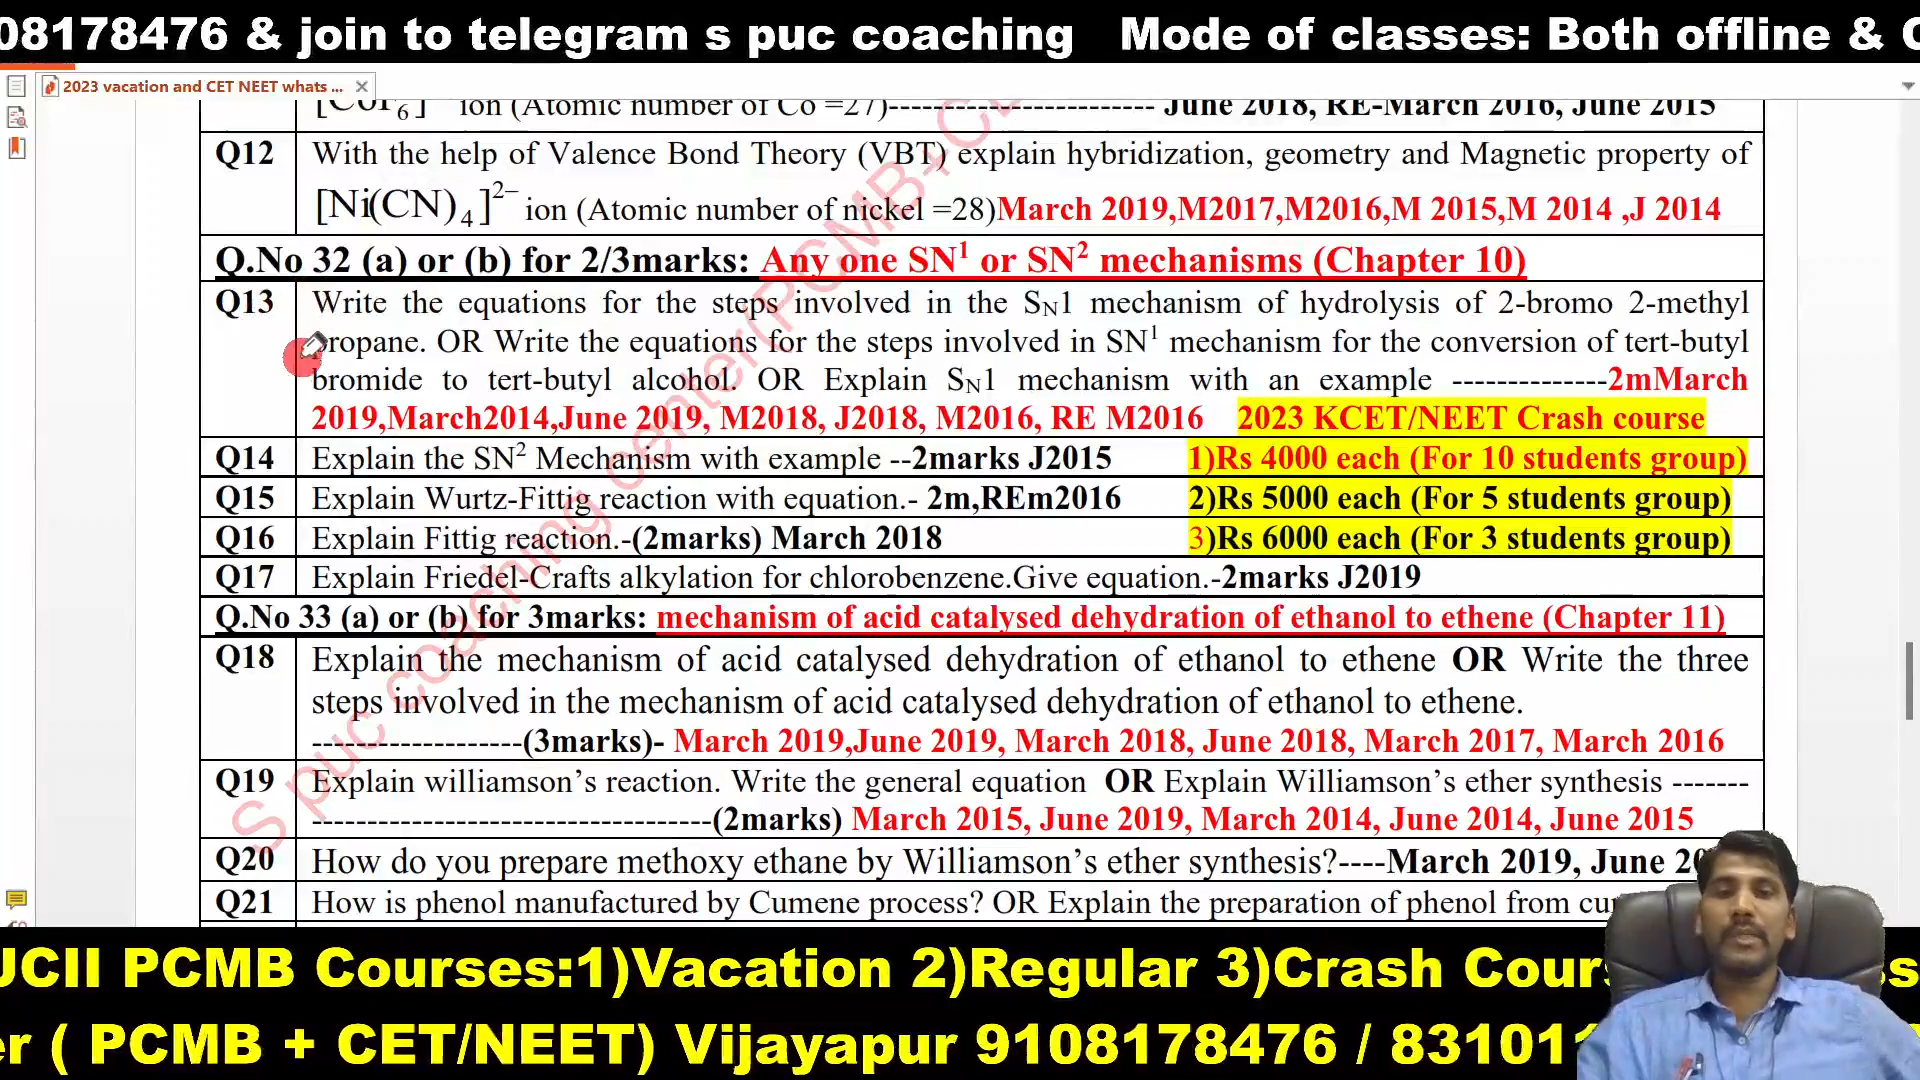 08178476 & join to telegram s puc coaching Mode of classes: Both offline &
2023 vacation and CET NEET whats ...
ion (Atomic number of Co =27)------------------------- June 2018, RE-March 2016, June 2015
Q12 With the help of Valence Bond Theory (VBT) explain hybridization, geometry and Magnetic property of
[Ni(CN)₄]²⁻ ion (Atomic number of nickel =28)March 2019,M2017,M2016,M 2015,M 2014 ,J 2014
Q.No 32 (a) or (b) for 2/3marks: Any one SN¹ or SN² mechanisms (Chapter 10)
Q13 Write the equations for the steps involved in the SN1 mechanism of hydrolysis of 2-bromo 2-methyl
propane. OR Write the equations for the steps involved in SN¹ mechanism for the conversion of tert-butyl
bromide to tert-butyl alcohol. OR Explain SN1 mechanism with an example --------------2mMarch
2019,March2014,June 2019, M2018, J2018, M2016, RE M2016 2023 KCET/NEET Crash course
Q14 Explain the SN² Mechanism with example --2marks J2015 1)Rs 4000 each (For 10 students group)
Q15 Explain Wurtz-Fittig reaction with equation.- 2m,REm2016 2)Rs 5000 each (For 5 students group)
Q16 Explain Fittig reaction.-(2marks) March 2018 3)Rs 6000 each (For 3 students group)
Q17 Explain Friedel-Crafts alkylation for chlorobenzene.Give equation.-2marks J2019
Q.No 33 (a) or (b) for 3marks: mechanism of acid catalysed dehydration of ethanol to ethene (Chapter 11)
Q18 Explain the mechanism of acid catalysed dehydration of ethanol to ethene OR Write the three
steps involved in the mechanism of acid catalysed dehydration of ethanol to ethene.
-------------------(3marks)- March 2019,June 2019, March 2018, June 2018, March 2017, March 2016
Q19 Explain williamson's reaction. Write the general equation OR Explain Williamson's ether synthesis -------
------------------------------------(2marks) March 2015, June 2019, March 2014, June 2014, June 2015
Q20 How do you prepare methoxy ethane by Williamson's ether synthesis?----March 2019, June
Q21 How is phenol manufactured by Cumene process? OR Explain the preparation of phenol from
S puc coaching center(PCMB+
UCII PCMB Courses:1)Vacation 2)Regular 3)Crash
er ( PCMB + CET/NEET) Vijayapur 9108178476 / 83101